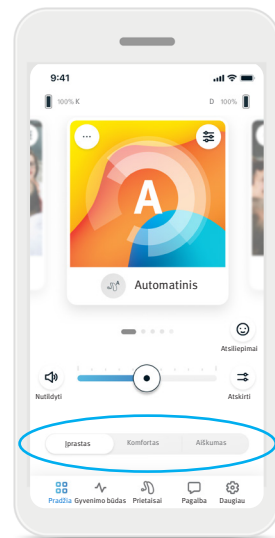 9:41
100% K D 100%
A
A Automatinis
Atsiliepimai
Nutildyti Atskirti
Įprastas Komfortas Aiškumas
Pradžia Gyvenimo būdas Prietaisai Pagalba Daugiau